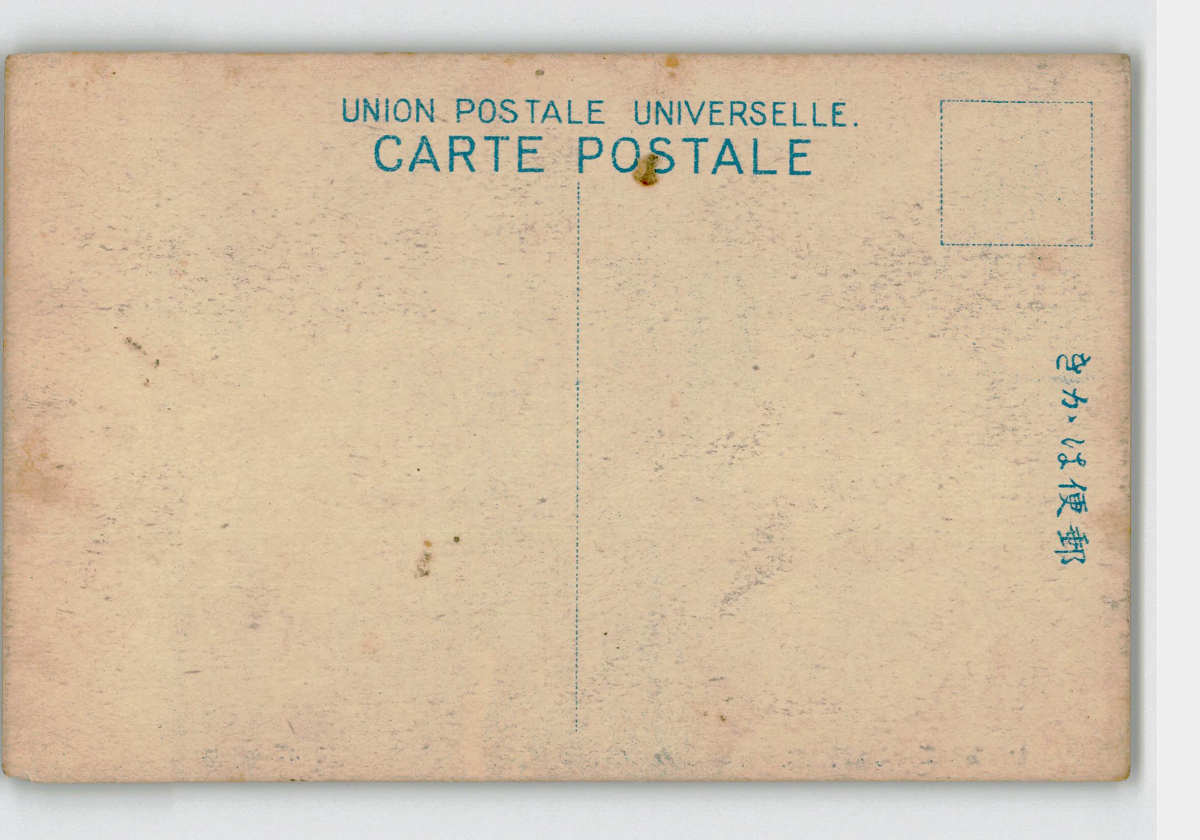 UNION POSTALE UNIVERSELLE.
CARTE POSTALE
郵便はかき